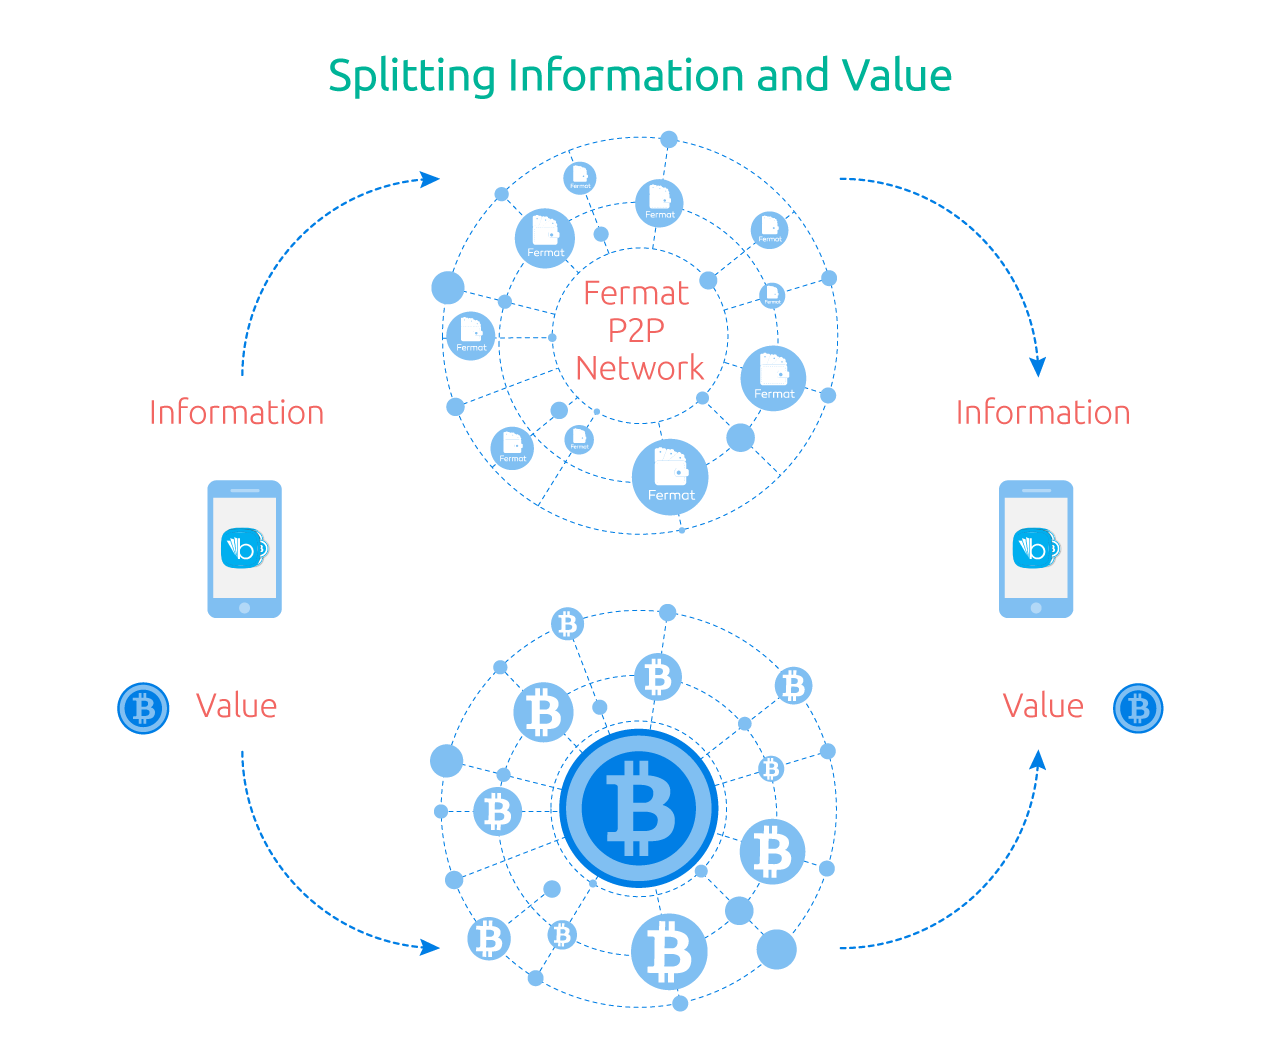 Splitting Information and Value
Fermat
Fermat
Fermat
Fermat
Fermat
Fermat
P2P
Network
Fermat
Fermat
Fermat
Information
Information
Fermat
Fermat
Fermat
b
b
Value
Value